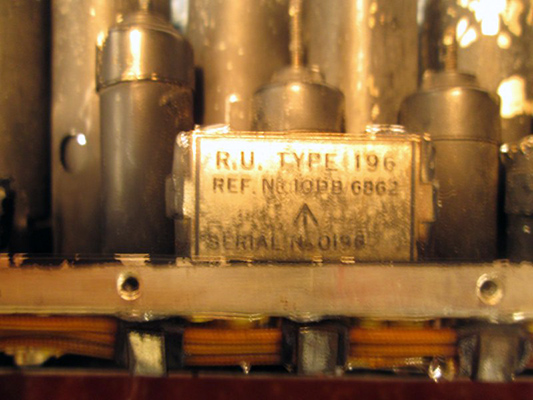 R.U. TYPE 196
REF. No. 10DB 6862
SERIAL No. 0196